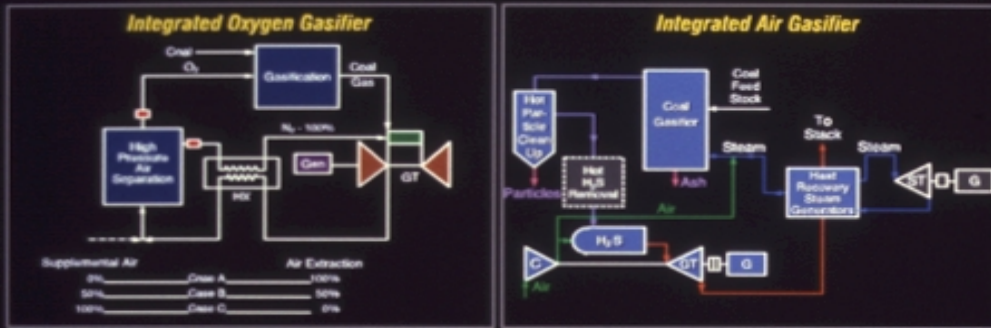 Integrated Oxygen Gasifier
Coal
O₂
Gasification
Coal
Gas
High
Pressure
Air
Separation
N₂ - 100%
Gen
HX
GT
Supplemental Air
Air Extraction
0% Case A 100%
50% Case B 50%
100% Case C 0%
Integrated Air Gasifier
Hot
Par-
ticle
Clean
Up
Coal
Gasifier
Coal
Feed
Stock
To
Stack
Steam
Steam
Hot
H₂S
Removal
Particles
Ash
Heat
Recovery
Steam
Generators
ST
G
Air
H₂S
C
GT
G
Air